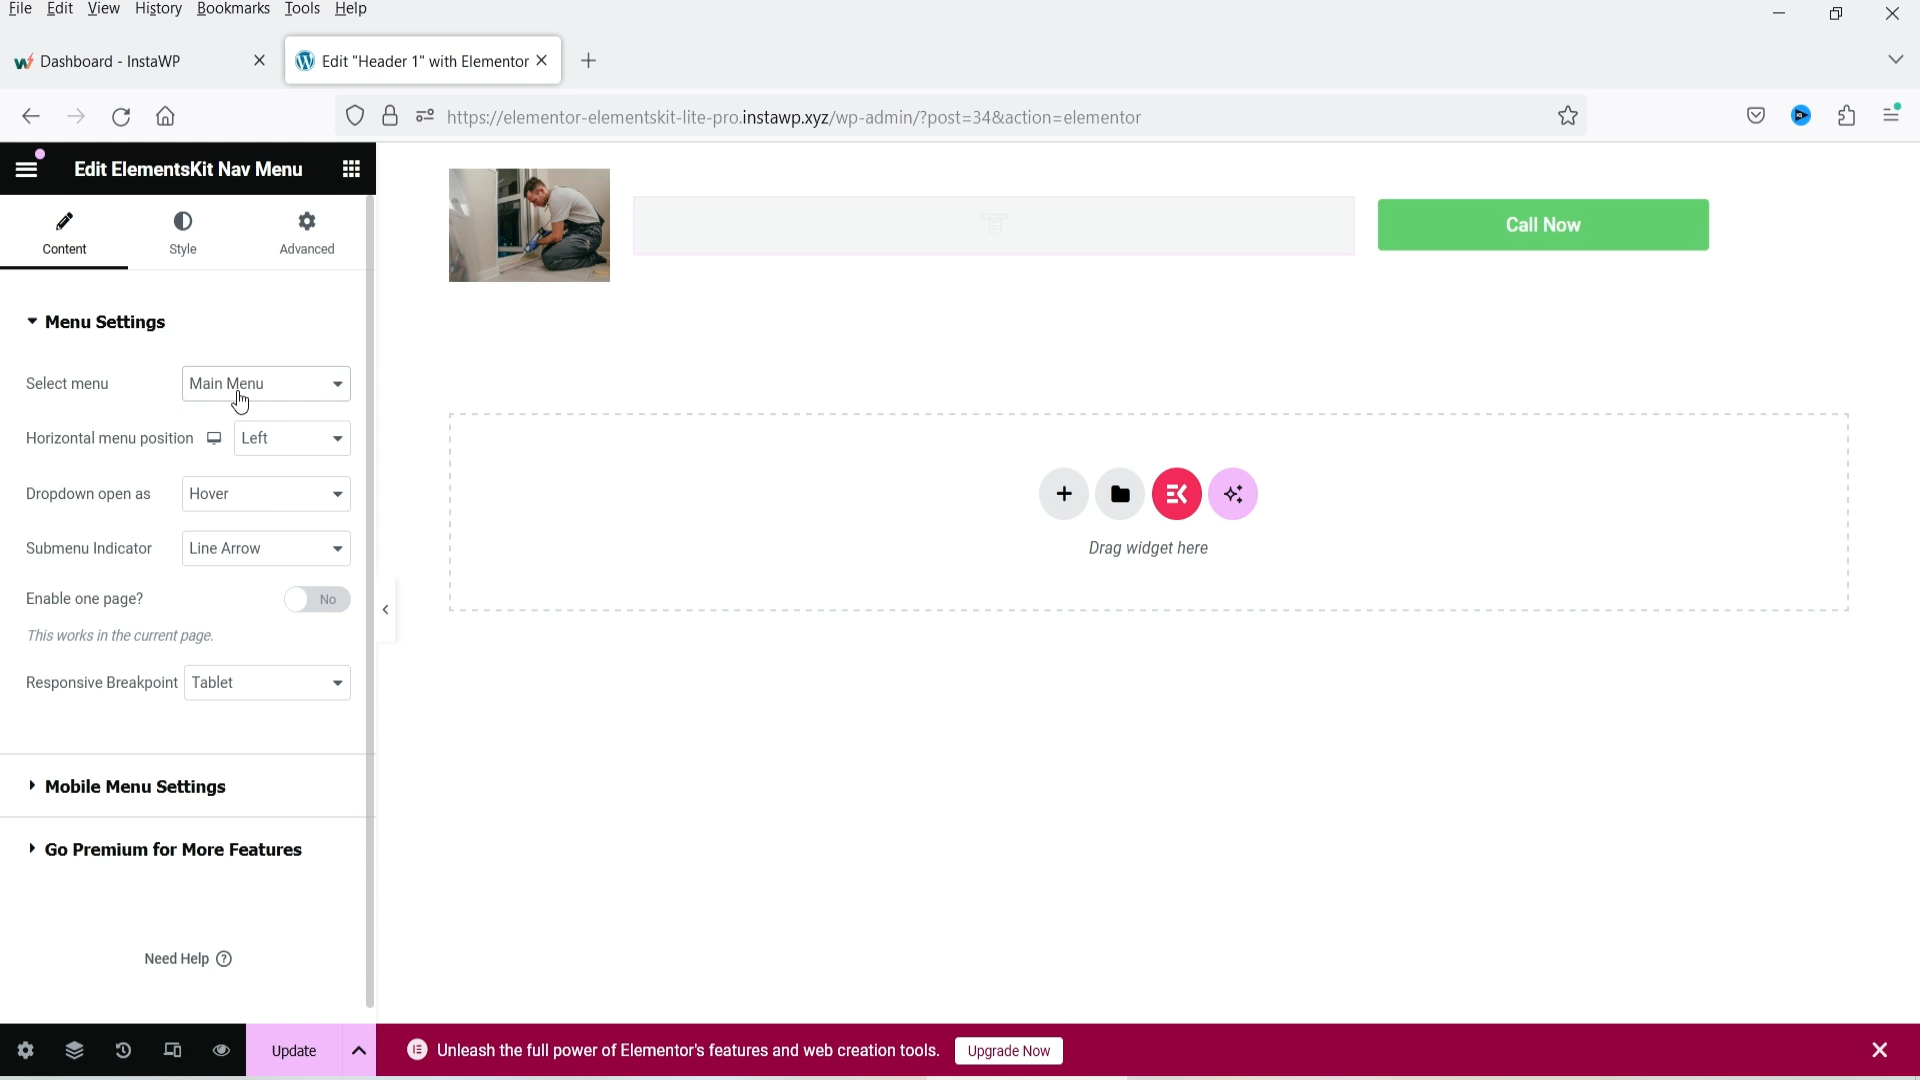 File Edit View History Bookmarks Tools Help
Dashboard - InstaWP
Edit "Header 1" with Elementor
https://elementor-elementskit-lite-pro.instawp.xyz/wp-admin/?post=34&action=elementor
Edit ElementsKit Nav Menu
Content Style Advanced
Call Now
Menu Settings
Select menu Main Menu
Horizontal menu position Left
Dropdown open as Hover
Submenu Indicator Line Arrow
Enable one page? No
This works in the current page.
Responsive Breakpoint Tablet
Drag widget here
Mobile Menu Settings
Go Premium for More Features
Need Help
Update
Unleash the full power of Elementor's features and web creation tools. Upgrade Now